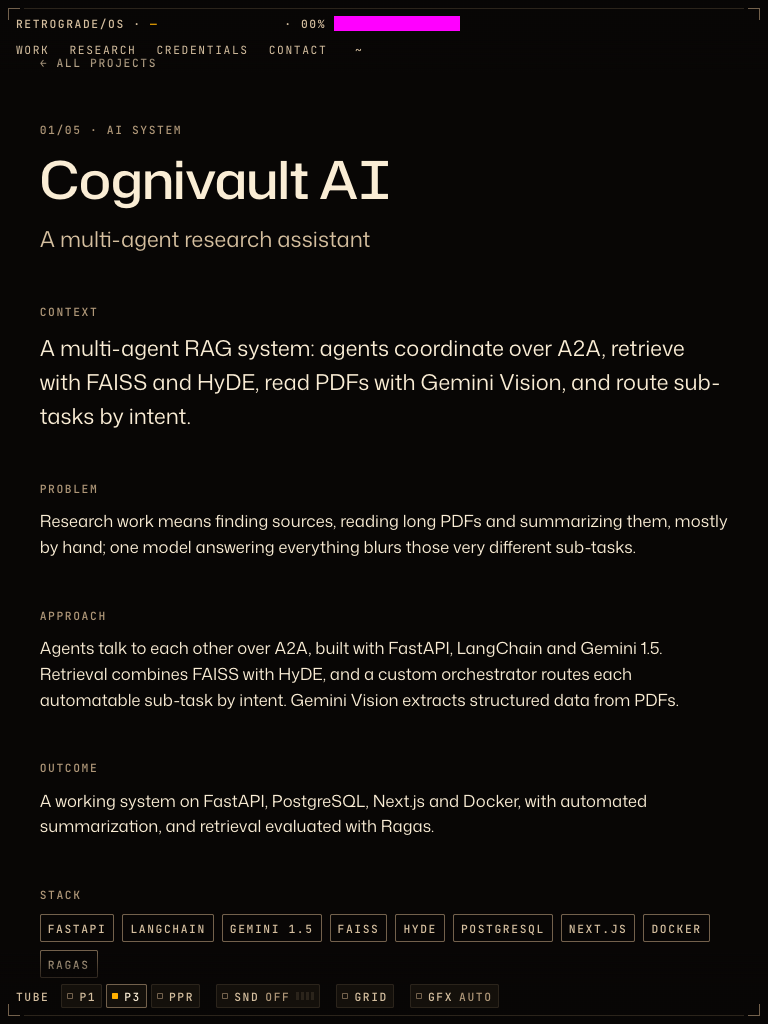 RETROGRADE/OS · — · 00%
WORK RESEARCH CREDENTIALS CONTACT ~
← ALL PROJECTS
01/05 · AI SYSTEM
Cognivault AI
A multi-agent research assistant
CONTEXT
A multi-agent RAG system: agents coordinate over A2A, retrieve
with FAISS and HyDE, read PDFs with Gemini Vision, and route sub-
tasks by intent.
PROBLEM
Research work means finding sources, reading long PDFs and summarizing them, mostly
by hand; one model answering everything blurs those very different sub-tasks.
APPROACH
Agents talk to each other over A2A, built with FastAPI, LangChain and Gemini 1.5.
Retrieval combines FAISS with HyDE, and a custom orchestrator routes each
automatable sub-task by intent. Gemini Vision extracts structured data from PDFs.
OUTCOME
A working system on FastAPI, PostgreSQL, Next.js and Docker, with automated
summarization, and retrieval evaluated with Ragas.
STACK
FASTAPI LANGCHAIN GEMINI 1.5 FAISS HYDE POSTGRESQL NEXT.JS DOCKER
RAGAS
TUBE P1 P3 PPR SND OFF GRID GFX AUTO